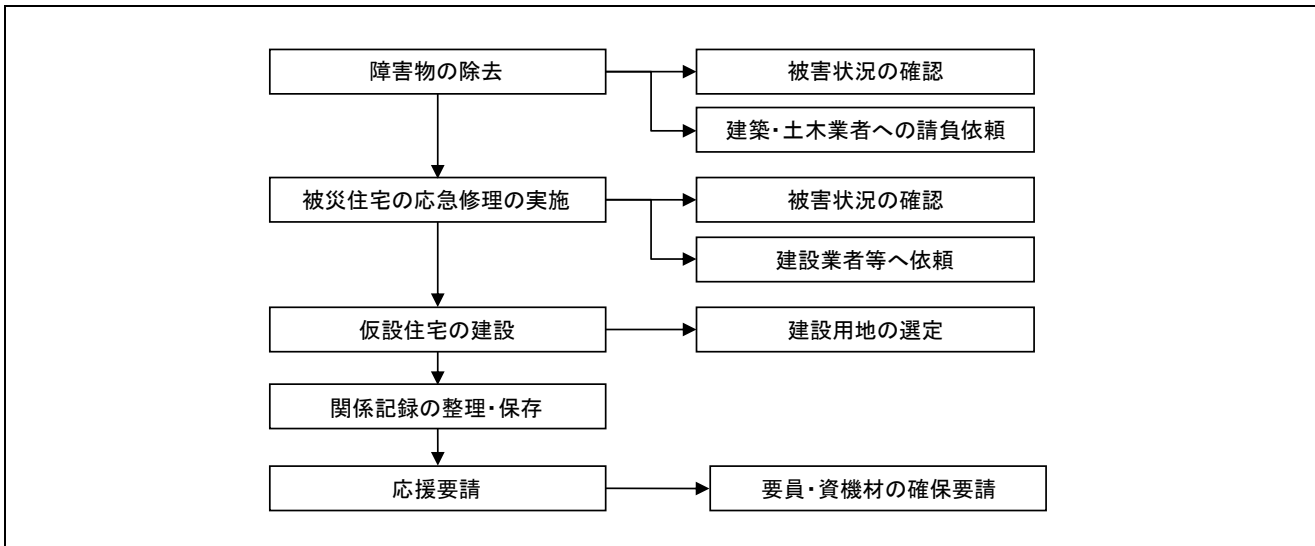 障害物の除去
被害状況の確認
建築・土木業者への請負依頼
被災住宅の応急修理の実施
被害状況の確認
建設業者等へ依頼
仮設住宅の建設
建設用地の選定
関係記録の整理・保存
応援要請
要員・資機材の確保要請